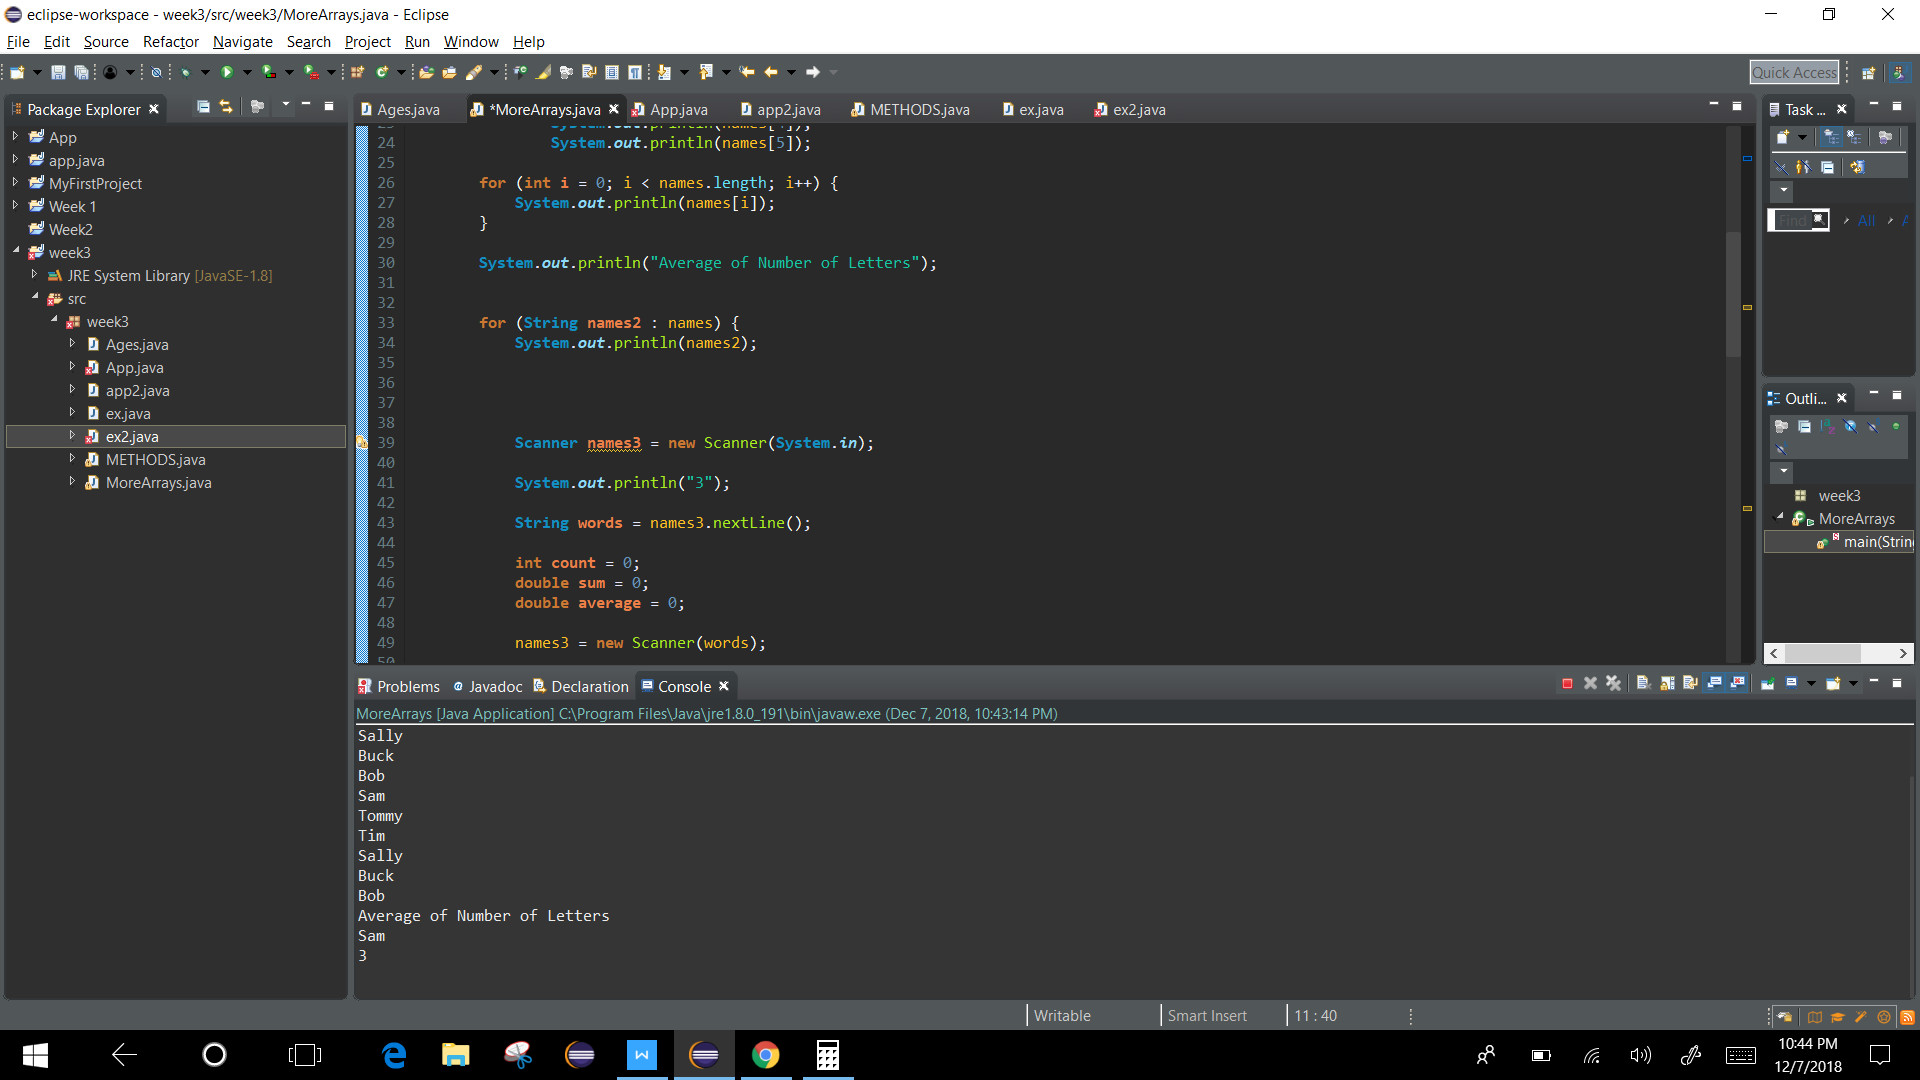 eclipse-workspace - week3/src/week3/MoreArrays.java - Eclipse
File Edit Source Refactor Navigate Search Project Run Window Help
Quick Access
Package Explorer
App
app.java
MyFirstProject
Week 1
Week2
week3
JRE System Library [JavaSE-1.8]
src
week3
Ages.java
App.java
app2.java
ex.java
ex2.java
METHODS.java
MoreArrays.java
Ages.java *MoreArrays.java App.java app2.java METHODS.java ex.java ex2.java
24 System.out.println(names[5]);
25
26 for (int i = 0; i < names.length; i++) {
27 System.out.println(names[i]);
28 }
29
30 System.out.println("Average of Number of Letters");
31
32
33 for (String names2 : names) {
34 System.out.println(names2);
35
36
37
38
39 Scanner names3 = new Scanner(System.in);
40
41 System.out.println("3");
42
43 String words = names3.nextLine();
44
45 int count = 0;
46 double sum = 0;
47 double average = 0;
48
49 names3 = new Scanner(words);
50
Task ...
Find All
Outli...
week3
MoreArrays
main(Strin
Problems @ Javadoc Declaration Console
MoreArrays [Java Application] C:\Program Files\Java\jre1.8.0_191\bin\javaw.exe (Dec 7, 2018, 10:43:14 PM)
Sally
Buck
Bob
Sam
Tommy
Tim
Sally
Buck
Bob
Average of Number of Letters
Sam
3
Writable Smart Insert 11 : 40
10:44 PM
12/7/2018